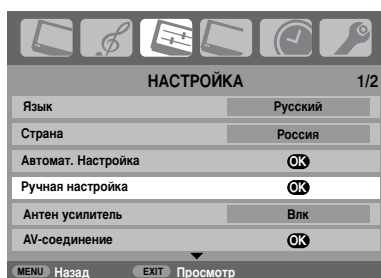 НАСТРОЙКА 1/2
Язык Русский
Страна Россия
Автомат. Настройка OK
Ручная настройка OK
Антен усилитель Влк
AV-соединение OK
MENU Назад EXIT Просмотр